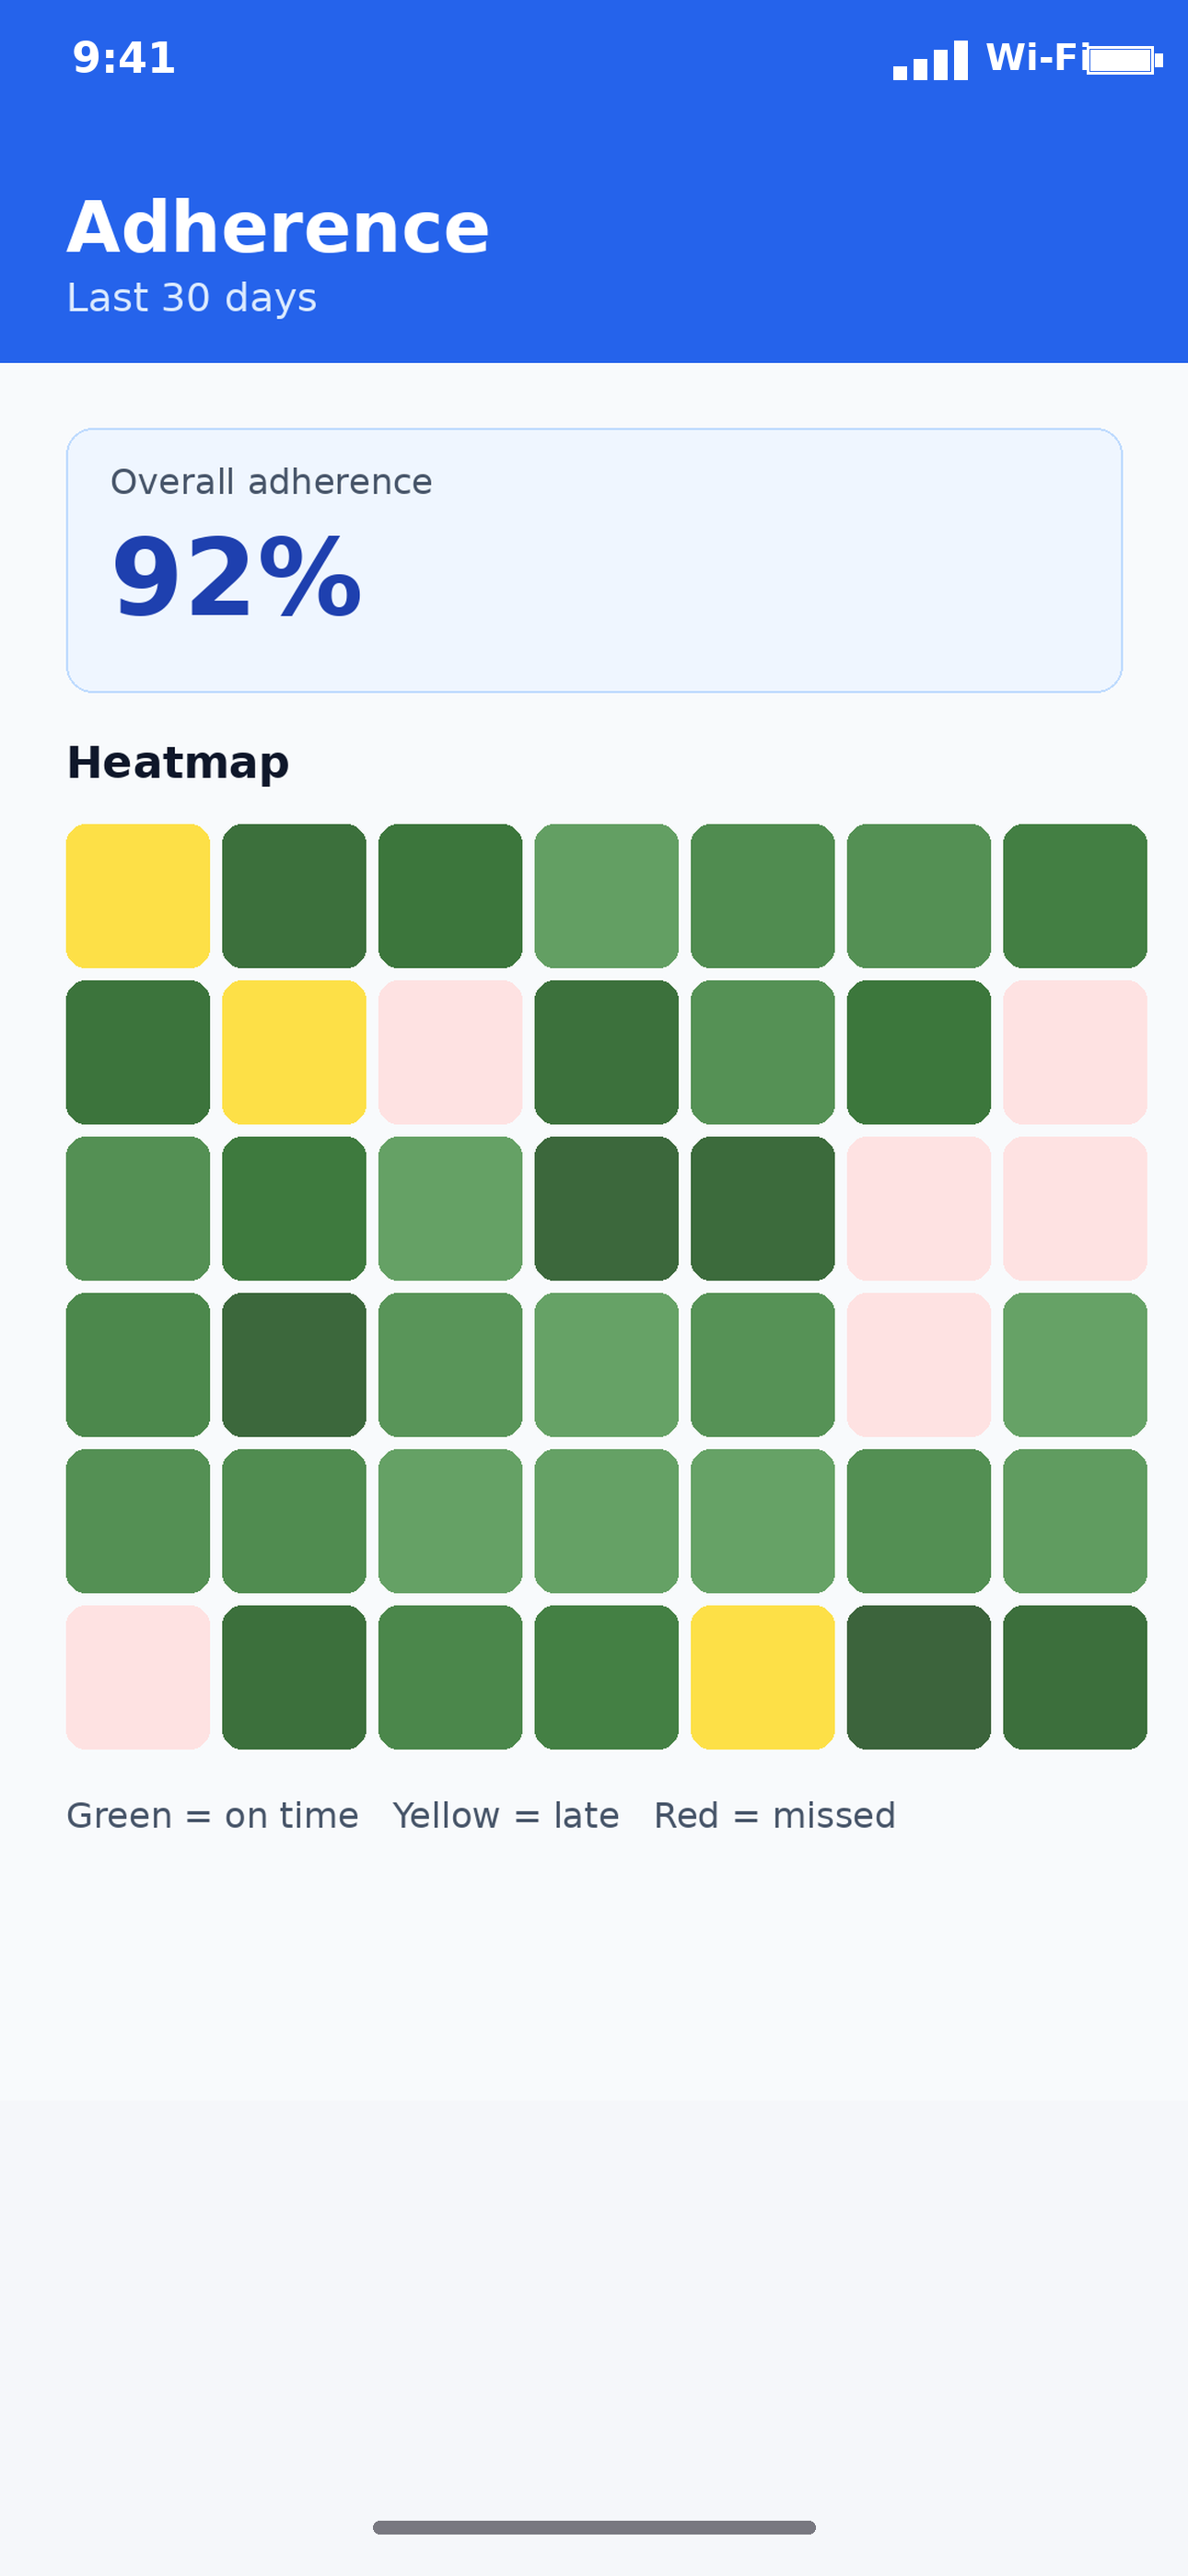 9:41 Wi-Fi
Adherence
Last 30 days
Overall adherence
92%
Heatmap
Green = on time Yellow = late Red = missed